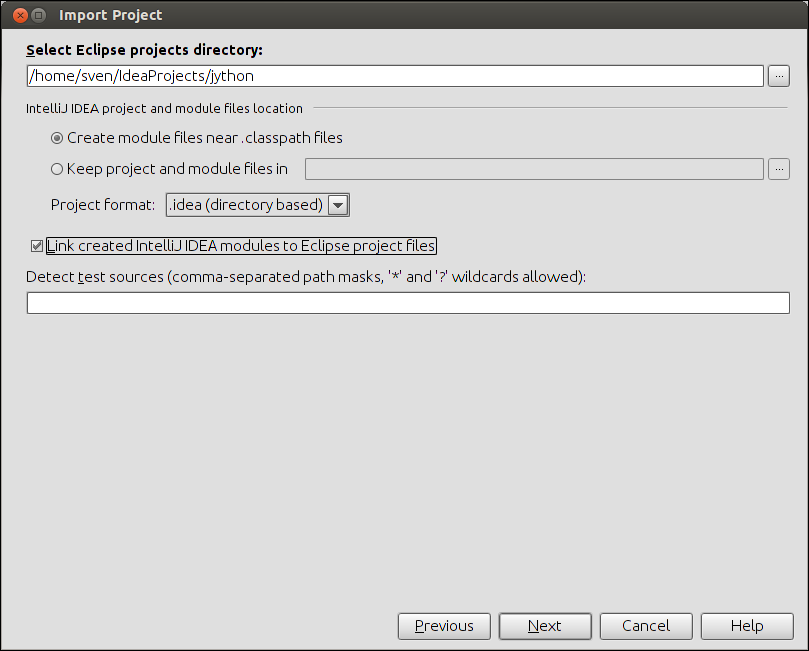 Import Project
Select Eclipse projects directory:
/home/sven/IdeaProjects/jython
...
IntelliJ IDEA project and module files location
Create module files near .classpath files
Keep project and module files in
...
Project format: .idea (directory based)
Link created IntelliJ IDEA modules to Eclipse project files
Detect test sources (comma-separated path masks, '*' and '?' wildcards allowed):
Previous Next Cancel Help